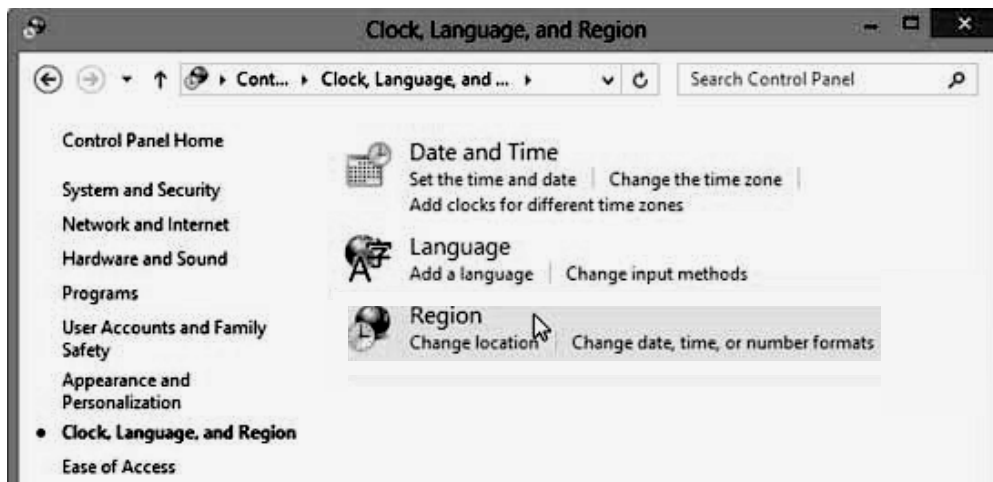 Clock, Language, and Region
Cont... Clock, Language, and ...
Search Control Panel
Control Panel Home
System and Security
Network and Internet
Hardware and Sound
Programs
User Accounts and Family
Safety
Appearance and
Personalization
Clock, Language, and Region
Ease of Access
Date and Time
Set the time and date | Change the time zone |
Add clocks for different time zones
Language
Add a language | Change input methods
Region
Change location | Change date, time, or number formats